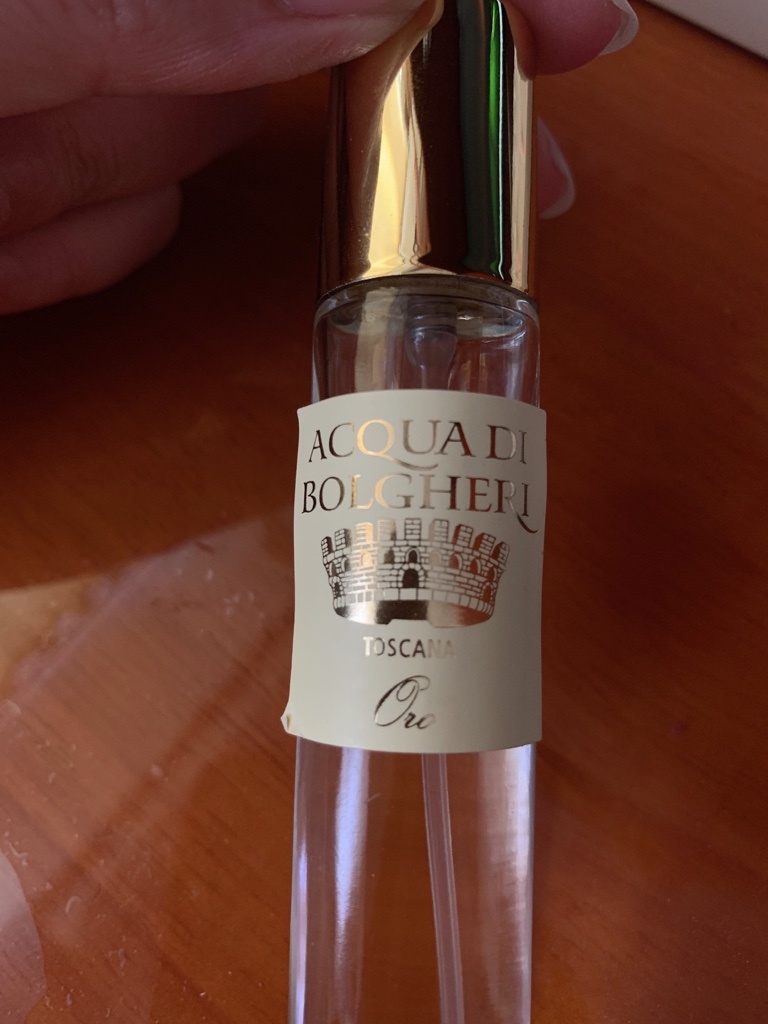 ACQUA DI
BOLGHERI
TOSCANA
Oro